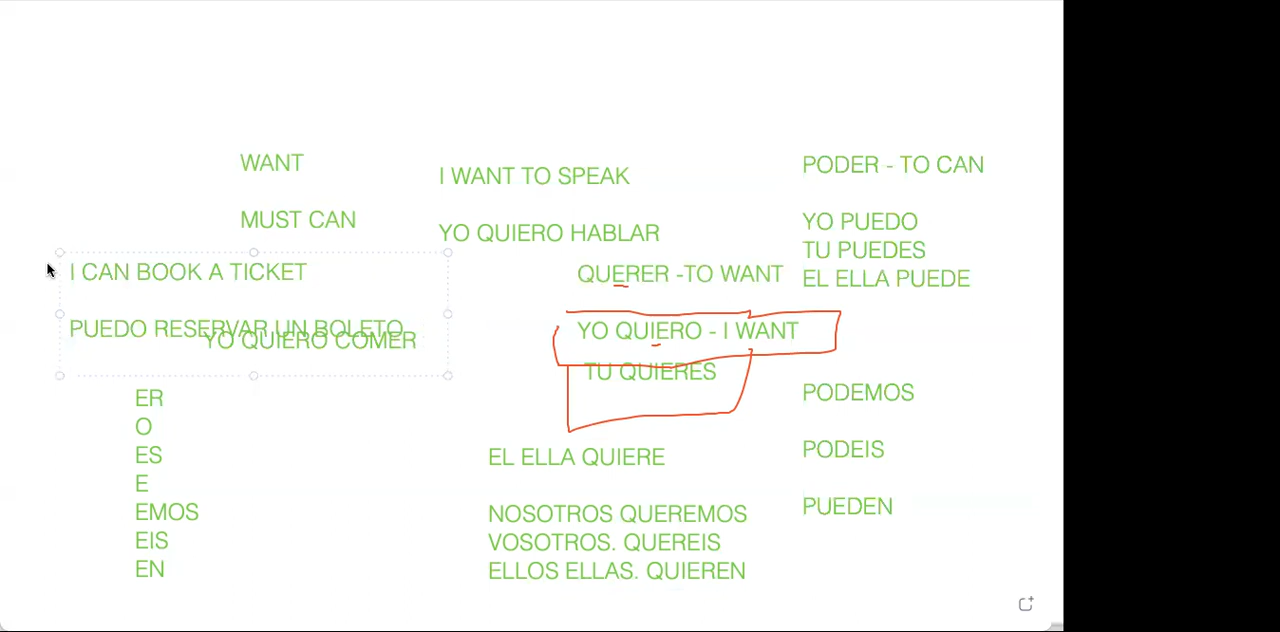 WANT
MUST CAN
I CAN BOOK A TICKET
PUEDO RESERVAR UN BOLETO
YO QUIERO COMER
ER
O
ES
E
EMOS
EIS
EN
I WANT TO SPEAK
YO QUIERO HABLAR
QUERER -TO WANT
YO QUIERO - I WANT
TU QUIERES
EL ELLA QUIERE
NOSOTROS QUEREMOS
VOSOTROS. QUEREIS
ELLOS ELLAS. QUIEREN
PODER - TO CAN
YO PUEDO
TU PUEDES
EL ELLA PUEDE
PODEMOS
PODEIS
PUEDEN